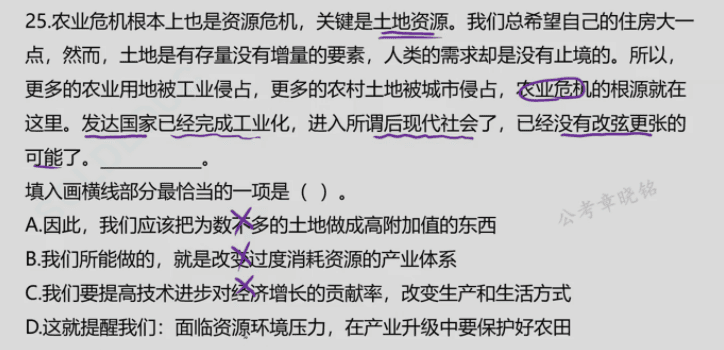 25.农业危机根本上也是资源危机，关键是土地资源。我们总希望自己的住房大一
点，然而，土地是有存量没有增量的要素，人类的需求却是没有止境的。所以，
更多的农业用地被工业侵占，更多的农村土地被城市侵占，农业危机的根源就在
这里。发达国家已经完成工业化，进入所谓后现代社会了，已经没有改弦更张的
可能了。__________。
填入画横线部分最恰当的一项是（ ）。
公考章晓铭
A.因此，我们应该把为数不多的土地做成高附加值的东西
B.我们所能做的，就是改变过度消耗资源的产业体系
C.我们要提高技术进步对经济增长的贡献率，改变生产和生活方式
D.这就提醒我们：面临资源环境压力，在产业升级中要保护好农田